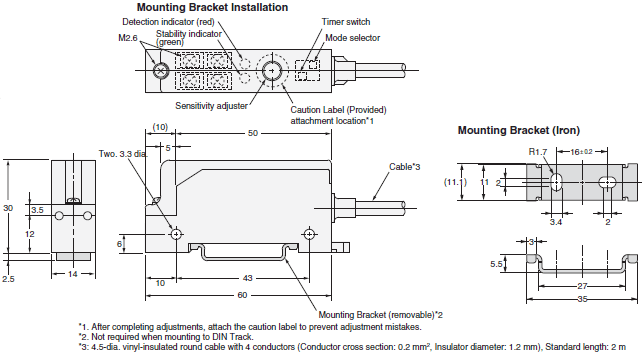 Mounting Bracket Installation
Detection indicator (red)
Timer switch
Stability indicator
(green)
M2.6
Mode selector
Sensitivity adjuster
Caution Label (Provided)
attachment location*1
Mounting Bracket (Iron)
(10)
50
5
Two. 3.3 dia.
Cable*3
R1.7
16±0.2
(11.1)
11
2
3.4
2
30
3.5
12
2.5
14
6
10
43
60
3
5.5
27
35
Mounting Bracket (removable)*2
*1. After completing adjustments, attach the caution label to prevent adjustment mistakes.
*2. Not required when mounting to DIN Track.
*3: 4.5-dia. vinyl-insulated round cable with 4 conductors (Conductor cross section: 0.2 mm², Insulator diameter: 1.2 mm), Standard length: 2 m